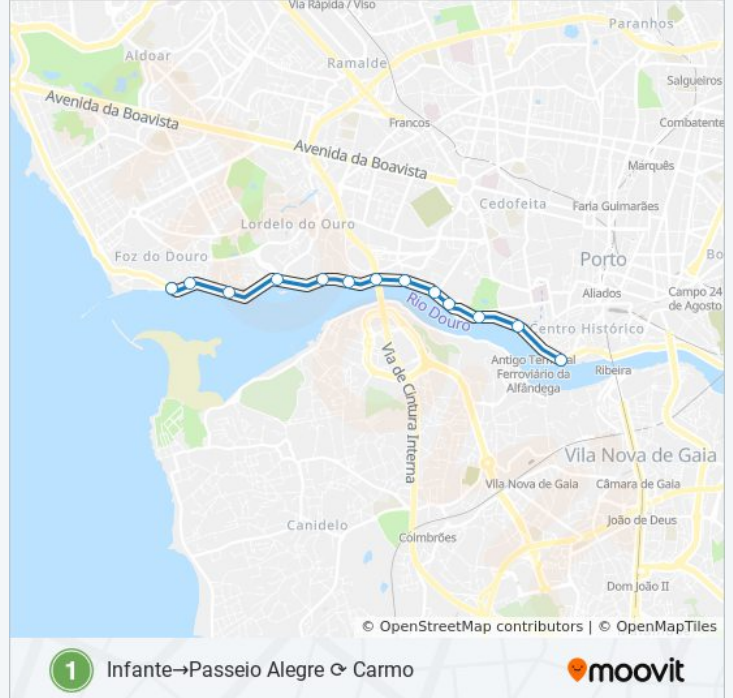 Via Rápida / Viso
Paranhos
Aldoar
Ramalde
Salgueiros
Avenida da Boavista
Francos
Combatente
Avenida da Boavista
Marquês
Cedofeita
Faria Guimarães
Lordelo do Ouro
Foz do Douro
Porto
Bo
Aliados
Campo 24
de Agosto
Rio Douro
Centro Histórico
Antigo Terminal
Ferroviário da
Alfândega
Ribeira
Via de Cintura Interna
Vila Nova de Gaia
Vila Nova de Gaia
Câmara de Gaia
Canidelo
João de Deus
Coimbrões
Dom João II
© OpenStreetMap contributors | © OpenMapTiles
1 Infante→Passeio Alegre ⟳ Carmo
moovit